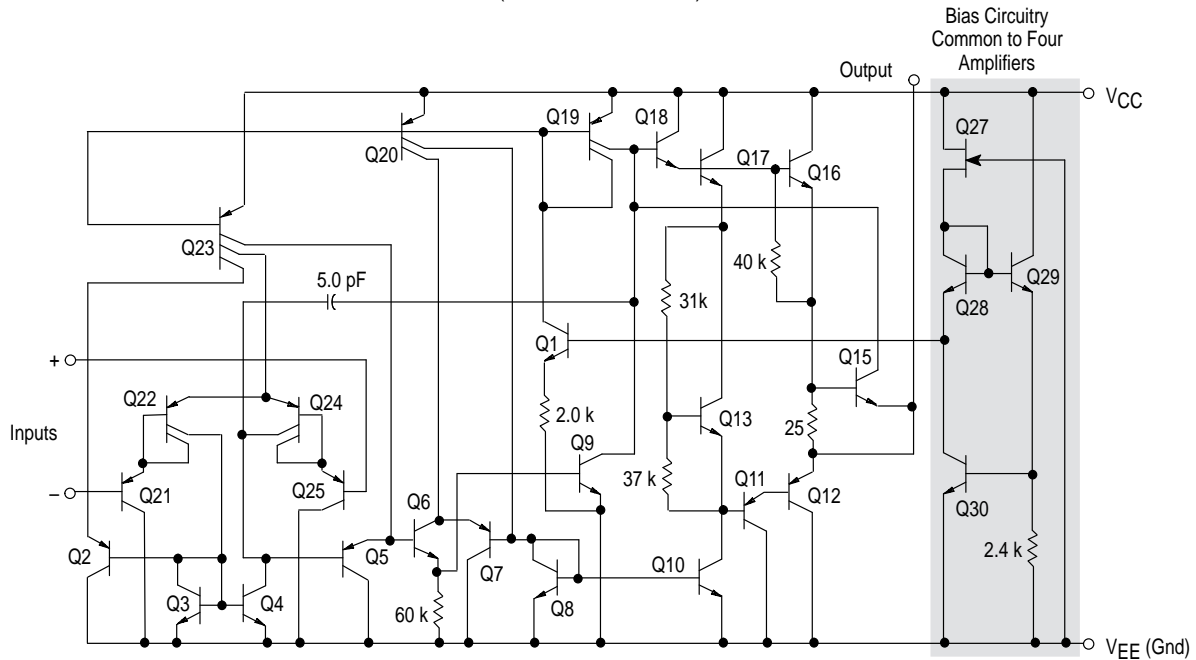 Bias Circuitry
Common to Four
Amplifiers
Output
VCC
Q19
Q18
Q27
Q20
Q17
Q16
Q23
5.0 pF
40 k
31k
Q28
Q29
Q1
Q15
+
Q22
Q24
2.0 k
Q13
25
Inputs
Q9
37 k
Q11
Q12
–
Q21
Q25
Q6
Q30
Q2
Q5
Q7
Q10
2.4 k
Q3
Q4
60 k
Q8
VEE (Gnd)